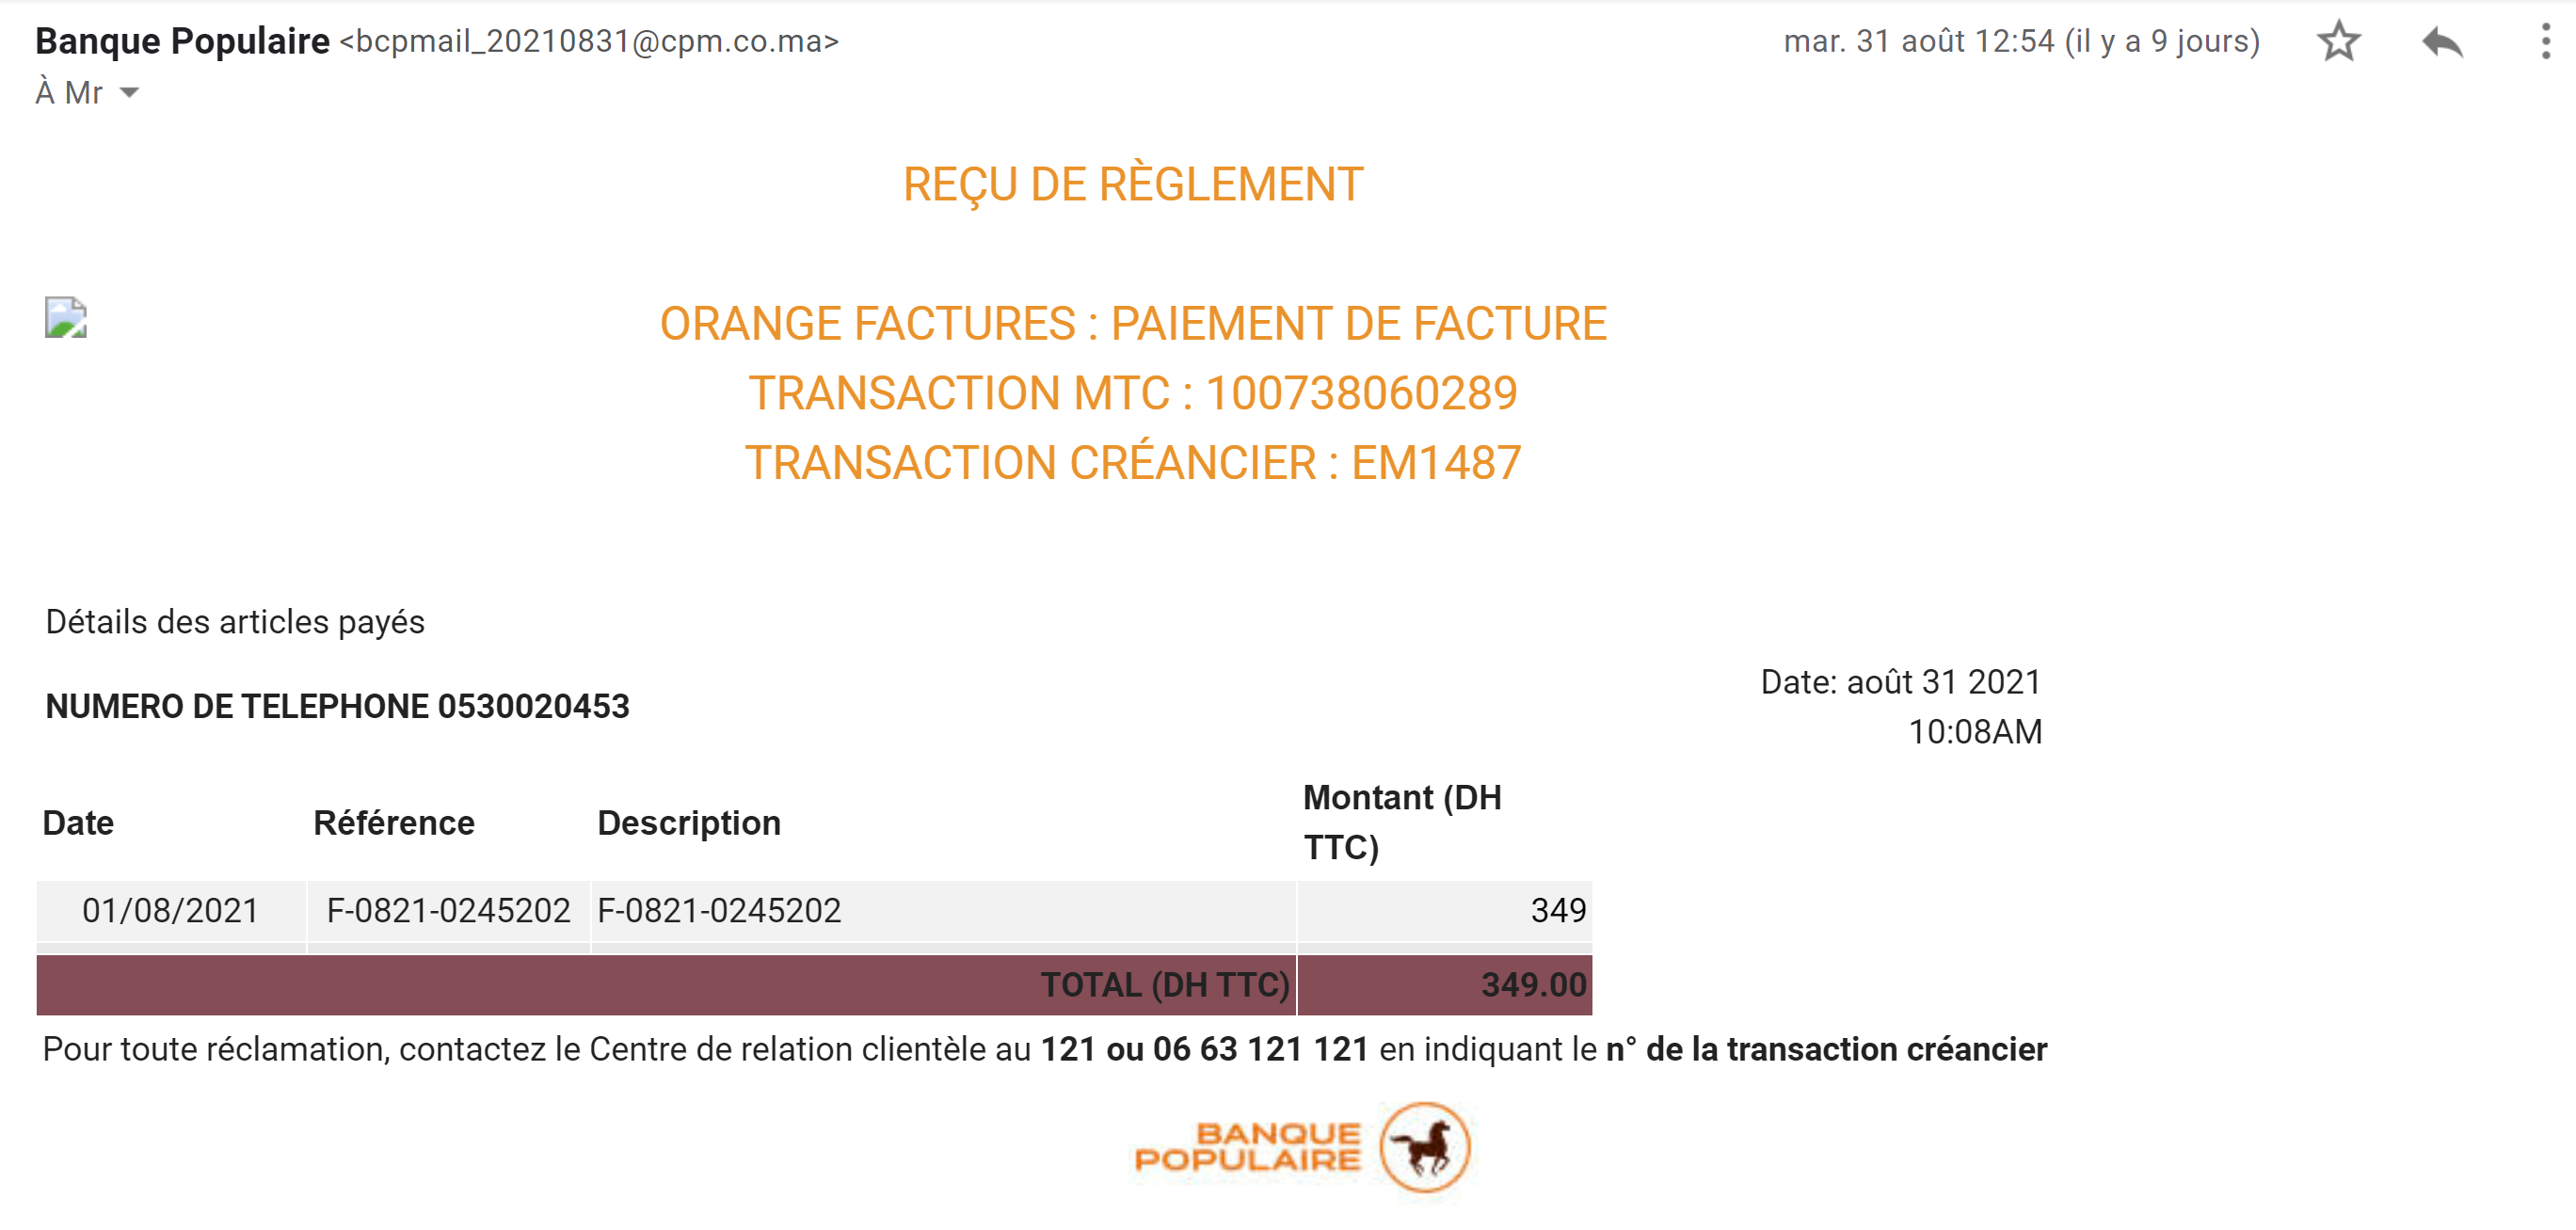 Banque Populaire <bcpmail_20210831@cpm.co.ma>
mar. 31 août 12:54 (il y a 9 jours)
À Mr
REÇU DE RÈGLEMENT
ORANGE FACTURES : PAIEMENT DE FACTURE
TRANSACTION MTC : 100738060289
TRANSACTION CRÉANCIER : EM1487
Détails des articles payés
NUMERO DE TELEPHONE 0530020453
Date: août 31 2021
10:08AM
Date Référence Description Montant (DH
TTC)
01/08/2021 F-0821-0245202 F-0821-0245202 349
TOTAL (DH TTC) 349.00
Pour toute réclamation, contactez le Centre de relation clientèle au 121 ou 06 63 121 121 en indiquant le n° de la transaction créancier
BANQUE
POPULAIRE